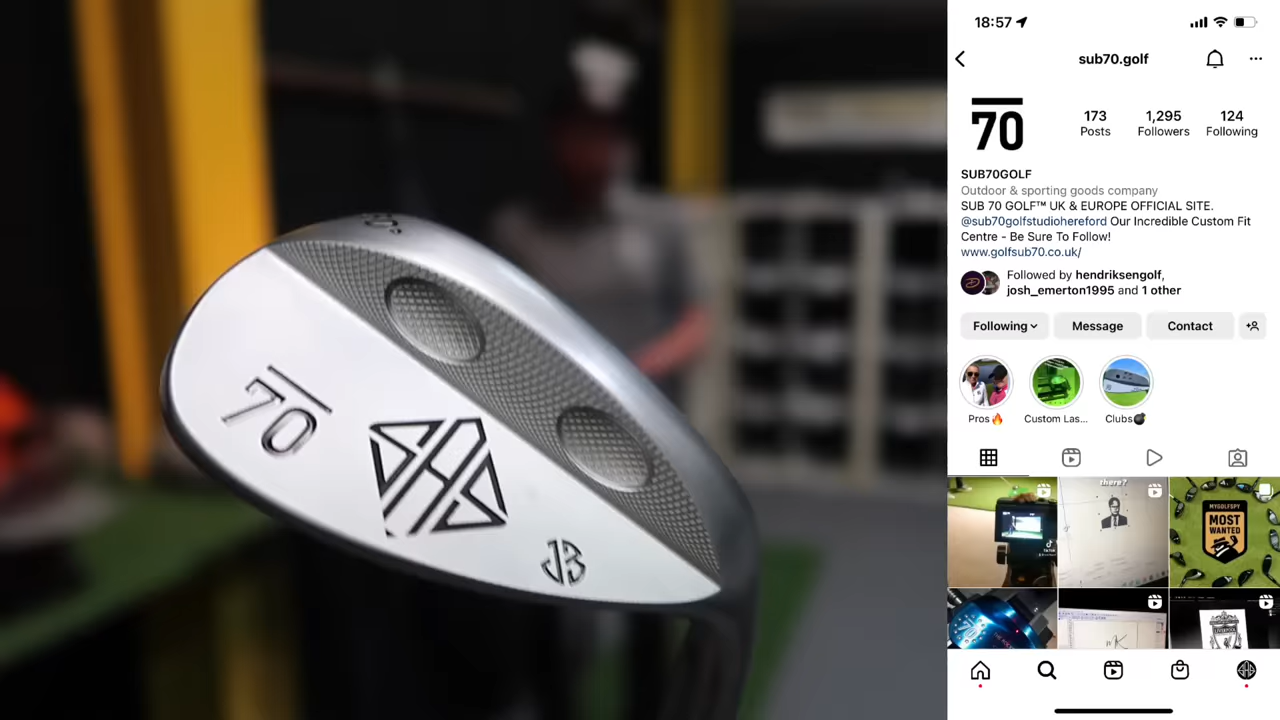 70
JB
18:57
sub70.golf
70
173 1,295 124
Posts Followers Following
SUB70GOLF
Outdoor & sporting goods company
SUB 70 GOLF™ UK & EUROPE OFFICIAL SITE.
@sub70golfstudiohereford Our Incredible Custom Fit
Centre - Be Sure To Follow!
www.golfsub70.co.uk/
Followed by hendriksengolf,
josh_emerton1995 and 1 other
Following Message Contact
Pros🔥 Custom Las... Clubs💣
there?
MYGOLFSPY
MOST
WANTED